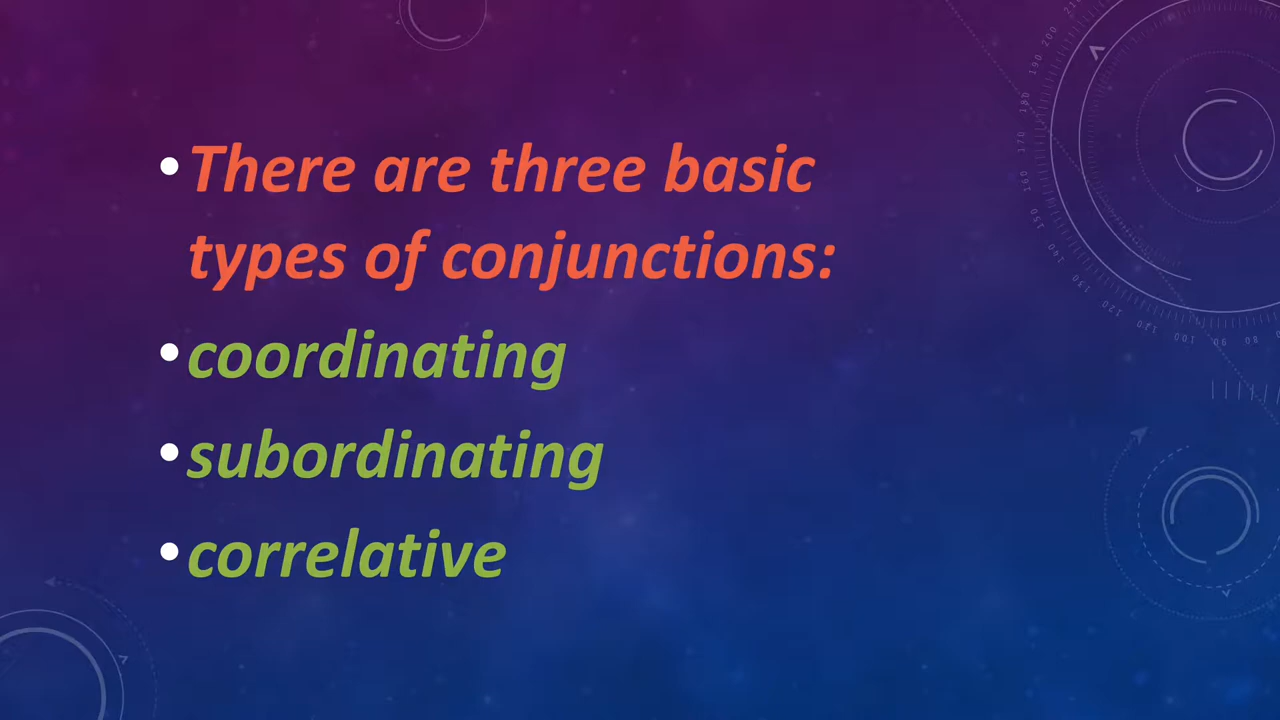 •There are three basic
types of conjunctions:
•coordinating
•subordinating
•correlative